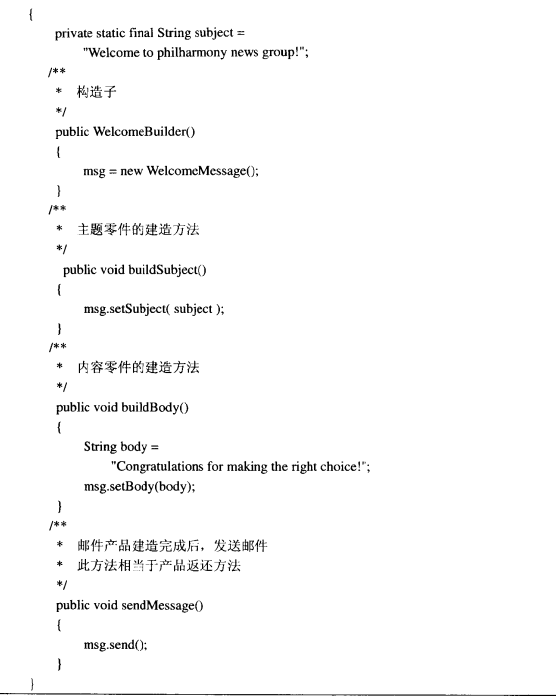 {
private static final String subject =
"Welcome to philharmony news group!";
/**
* 构造子
*/
public WelcomeBuilder()
{
msg = new WelcomeMessage();
}
/**
* 主题零件的建造方法
*/
public void buildSubject()
{
msg.setSubject( subject );
}
/**
* 内容零件的建造方法
*/
public void buildBody()
{
String body =
"Congratulations for making the right choice!";
msg.setBody(body);
}
/**
* 邮件产品建造完成后，发送邮件
* 此方法相当于产品返还方法
*/
public void sendMessage()
{
msg.send();
}
}